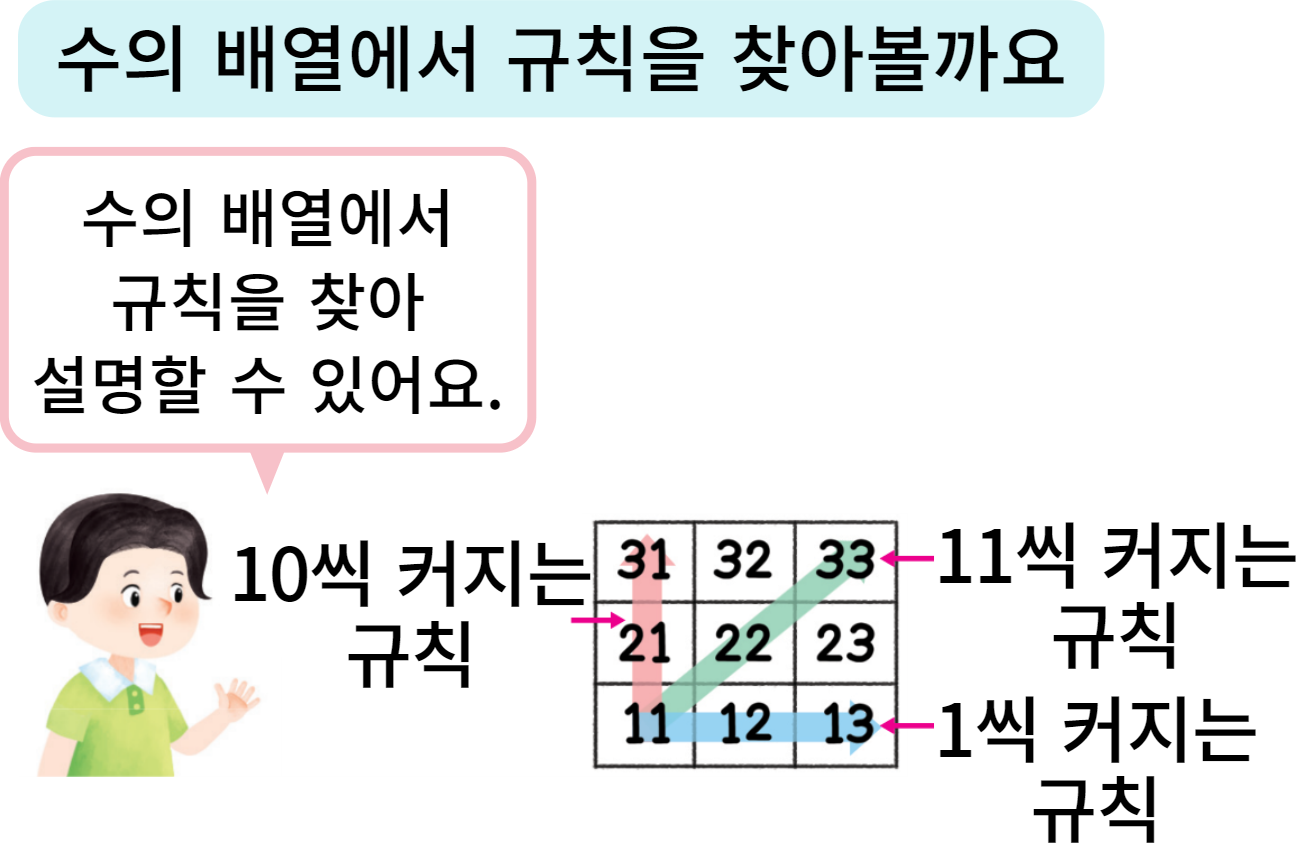 수의 배열에서 규칙을 찾아볼까요
수의 배열에서
규칙을 찾아
설명할 수 있어요.
10씩 커지는
규칙
31 32 33
21 22 23
11 12 13
11씩 커지는
규칙
1씩 커지는
규칙